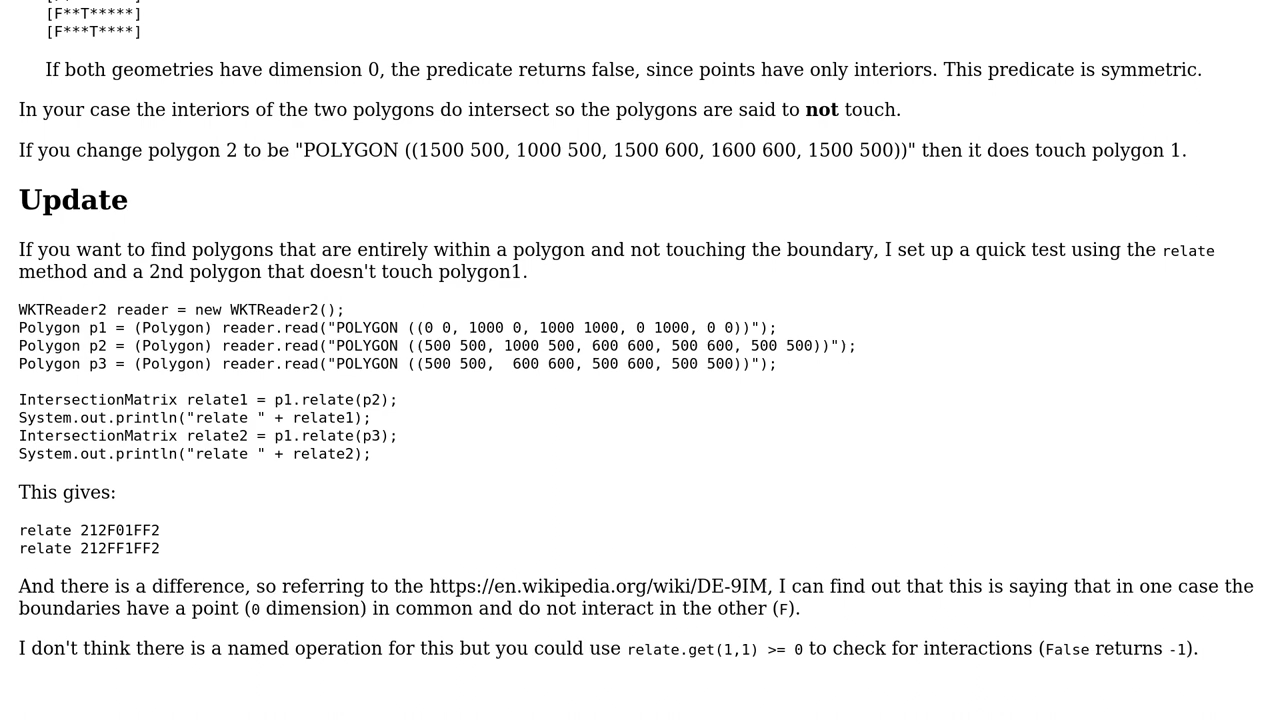 [F**T*****]
[F***T****]
If both geometries have dimension 0, the predicate returns false, since points have only interiors. This predicate is symmetric.
In your case the interiors of the two polygons do intersect so the polygons are said to not touch.
If you change polygon 2 to be "POLYGON ((1500 500, 1000 500, 1500 600, 1600 600, 1500 500))" then it does touch polygon 1.
Update
If you want to find polygons that are entirely within a polygon and not touching the boundary, I set up a quick test using the relate
method and a 2nd polygon that doesn't touch polygon1.
WKTReader2 reader = new WKTReader2();
Polygon p1 = (Polygon) reader.read("POLYGON ((0 0, 1000 0, 1000 1000, 0 1000, 0 0))");
Polygon p2 = (Polygon) reader.read("POLYGON ((500 500, 1000 500, 600 600, 500 600, 500 500))");
Polygon p3 = (Polygon) reader.read("POLYGON ((500 500,  600 600, 500 600, 500 500))");
IntersectionMatrix relate1 = p1.relate(p2);
System.out.println("relate " + relate1);
IntersectionMatrix relate2 = p1.relate(p3);
System.out.println("relate " + relate2);
This gives:
relate 212F01FF2
relate 212FF1FF2
And there is a difference, so referring to the https://en.wikipedia.org/wiki/DE-9IM, I can find out that this is saying that in one case the
boundaries have a point (0 dimension) in common and do not interact in the other (F).
I don't think there is a named operation for this but you could use relate.get(1,1) >= 0 to check for interactions (False returns -1).